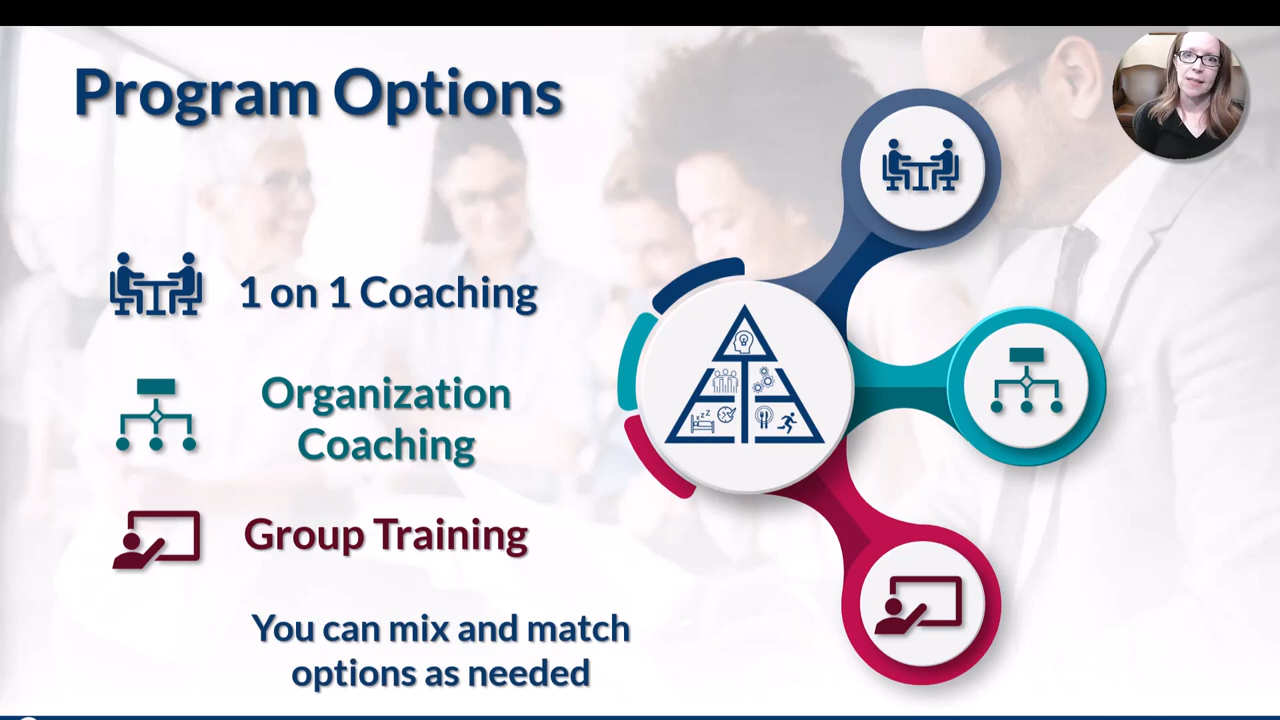 Program Options
1 on 1 Coaching
Organization
Coaching
Group Training
You can mix and match
options as needed